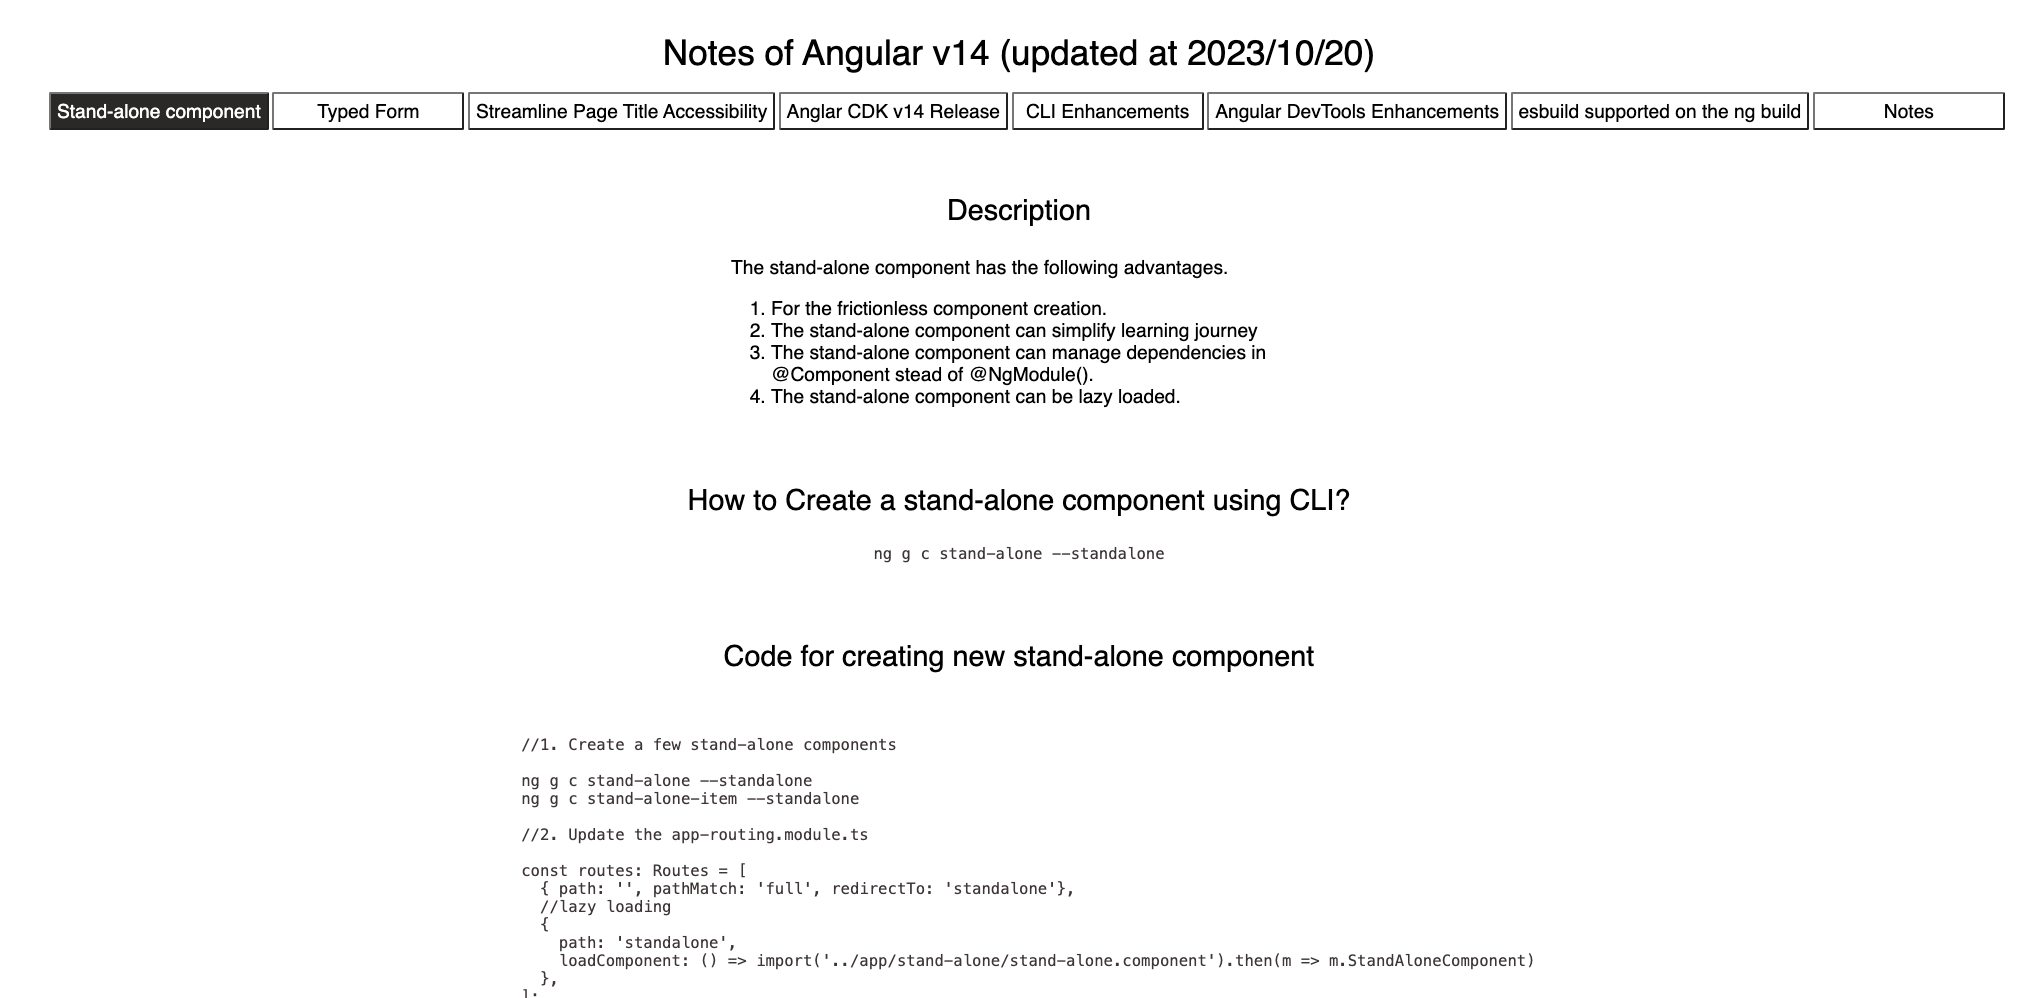 Notes of Angular v14 (updated at 2023/10/20)
Stand-alone component Typed Form Streamline Page Title Accessibility Anglar CDK v14 Release CLI Enhancements Angular DevTools Enhancements esbuild supported on the ng build Notes
Description
The stand-alone component has the following advantages.
1. For the frictionless component creation.
2. The stand-alone component can simplify learning journey
3. The stand-alone component can manage dependencies in
@Component stead of @NgModule().
4. The stand-alone component can be lazy loaded.
How to Create a stand-alone component using CLI?
ng g c stand-alone --standalone
Code for creating new stand-alone component
//1. Create a few stand-alone components
ng g c stand-alone --standalone
ng g c stand-alone-item --standalone
//2. Update the app-routing.module.ts
const routes: Routes = [
  { path: '', pathMatch: 'full', redirectTo: 'standalone'},
  //lazy loading
  {
    path: 'standalone',
    loadComponent: () => import('../app/stand-alone/stand-alone.component').then(m => m.StandAloneComponent)
  },
];